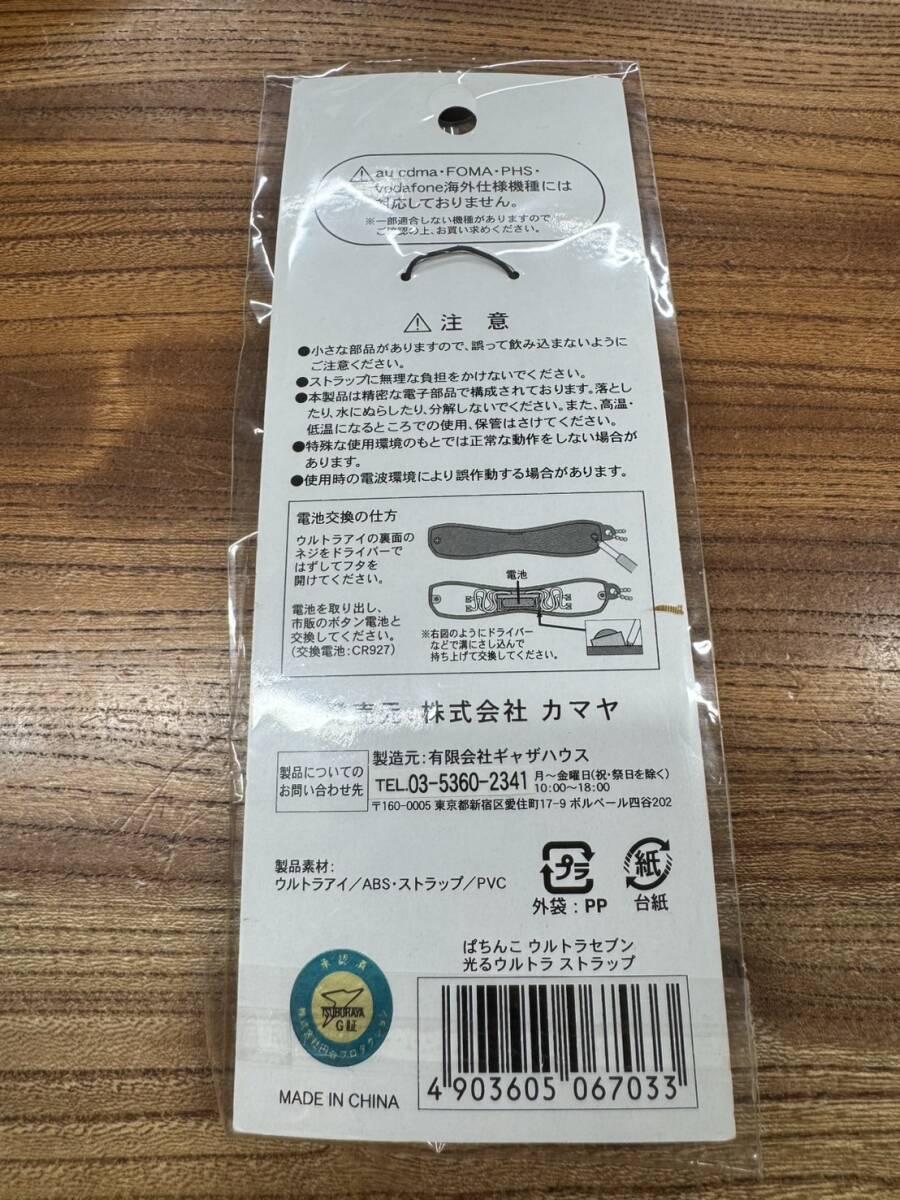 ⚠ au cdma・FOMA・PHS・
vodafone海外仕様機種には
対応しておりません。
※一部適合しない機種がありますので
ご確認の上、お買い求めください。
⚠ 注 意
●小さな部品がありますので、誤って飲み込まないように
ご注意ください。
●ストラップに無理な負担をかけないでください。
●本製品は精密な電子部品で構成されております。落とし
たり、水にぬらしたり、分解しないでください。また、高温・
低温になるところでの使用、保管はさけてください。
●特殊な使用環境のもとでは正常な動作をしない場合が
あります。
●使用時の電波環境により誤作動する場合があります。
電池交換の仕方
ウルトラアイの裏面の
ネジをドライバーで
はずしてフタを
開けてください。
電池を取り出し、
市販のボタン電池と
交換してください。
(交換電池:CR927)
電池
※右図のようにドライバー
などで溝にさし込んで
持ち上げて交換してください。
発売元:株式会社 カマヤ
製品についての
お問い合わせ先
製造元:有限会社ギャザハウス
TEL.03-5360-2341 月~金曜日(祝・祭日を除く)
10:00~18:00
〒160-0005 東京都新宿区愛住町17-9 ボルベール四谷202
製品素材:
ウルトラアイ/ABS・ストラップ/PVC
プラ
外袋:PP
紙
台紙
ぱちんこ ウルトラセブン
光るウルトラ ストラップ
承認済
TSUBURAYA
G証
株式会社円谷プロダクション
MADE IN CHINA
4 903605 067033